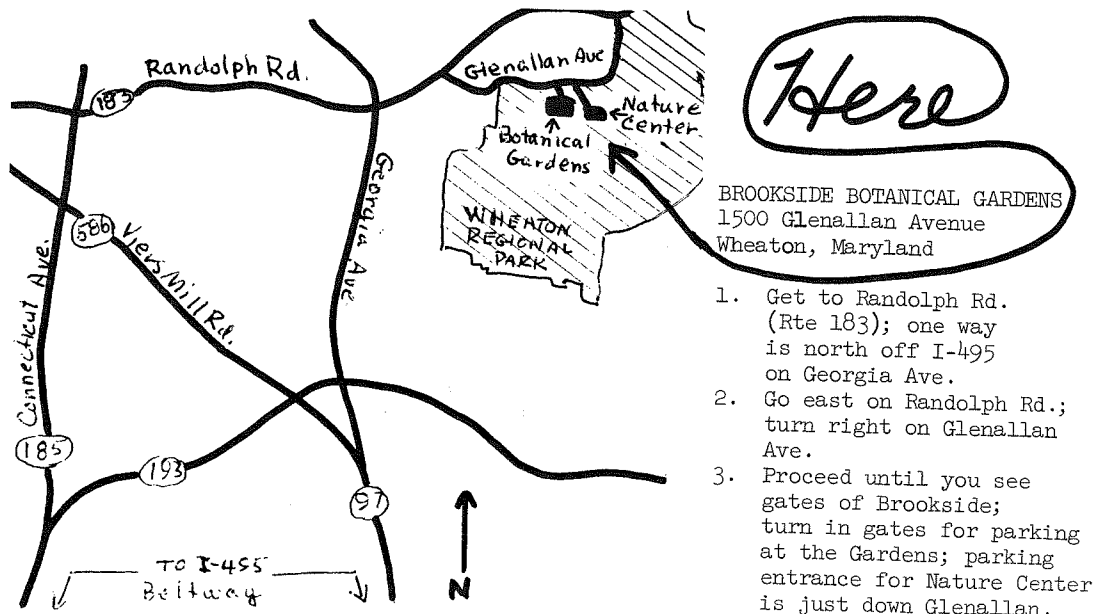 Randolph Rd.
183
Glenallan Ave
Nature
Center
Botanical
Gardens
Georgia Ave
WHEATON
REGIONAL
PARK
586
Viers Mill Rd.
Connecticut Ave.
185
193
97
TO I-495
Beltway
N
Here
BROOKSIDE BOTANICAL GARDENS
1500 Glenallan Avenue
Wheaton, Maryland
1. Get to Randolph Rd.
(Rte 183); one way
is north off I-495
on Georgia Ave.
2. Go east on Randolph Rd.;
turn right on Glenallan
Ave.
3. Proceed until you see
gates of Brookside;
turn in gates for parking
at the Gardens; parking
entrance for Nature Center
is just down Glenallan.